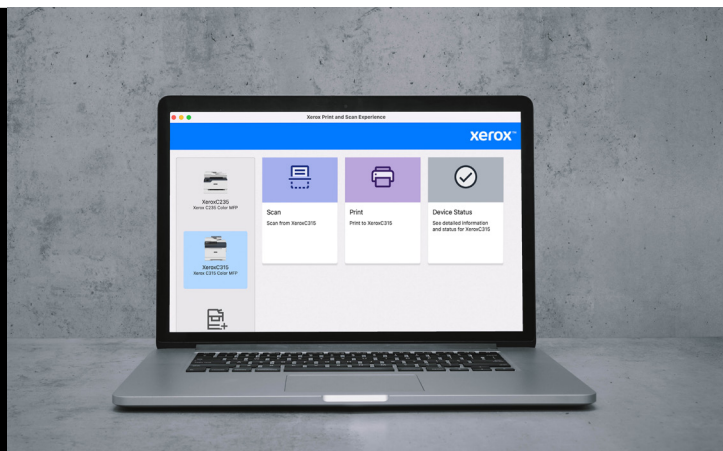 Xerox Print and Scan Experience
xerox™
XeroxC235
Xerox C235 Color MFP
XeroxC315
Xerox C315 Color MFP
Scan
Scan from XeroxC315
Print
Print to XeroxC315
Device Status
See detailed information
and status for XeroxC315